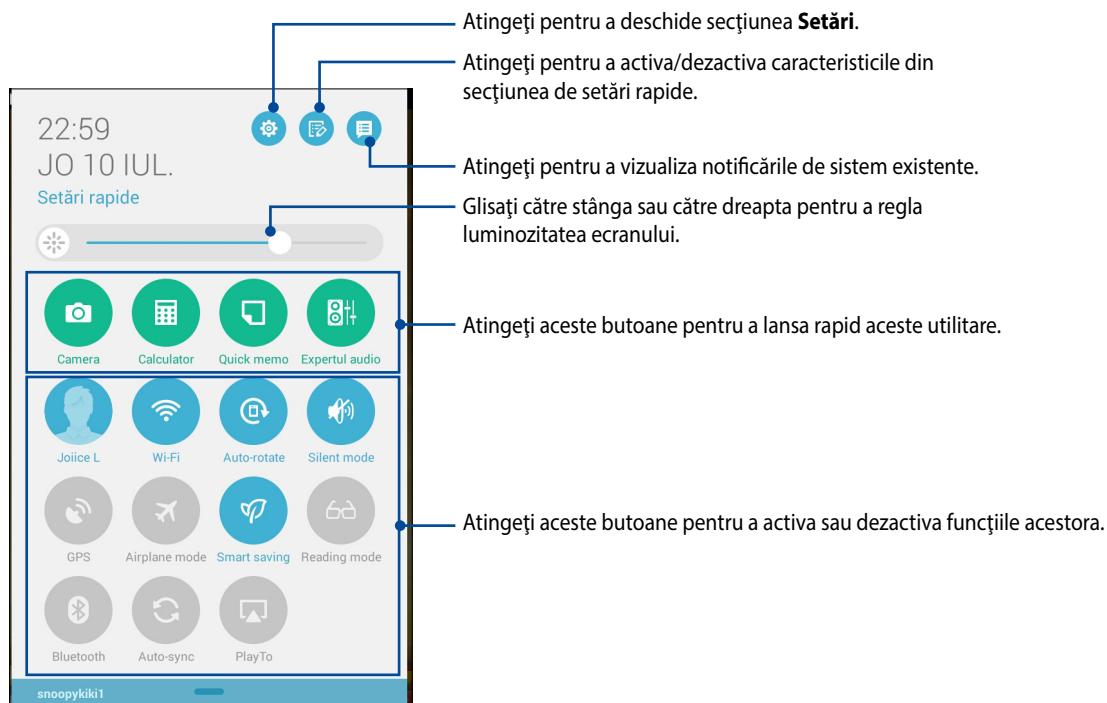 Atingeţi pentru a deschide secţiunea Setări.
Atingeţi pentru a activa/dezactiva caracteristicile din
secţiunea de setări rapide.
22:59
JO 10 IUL.
Setări rapide
Atingeţi pentru a vizualiza notificările de sistem existente.
Glisaţi către stânga sau către dreapta pentru a regla
luminozitatea ecranului.
Camera Calculator Quick memo Expertul audio
Atingeţi aceste butoane pentru a lansa rapid aceste utilitare.
Joiice L Wi-Fi Auto-rotate Silent mode
GPS Airplane mode Smart saving Reading mode
Atingeţi aceste butoane pentru a activa sau dezactiva funcţiile acestora.
Bluetooth Auto-sync PlayTo
snoopykiki1